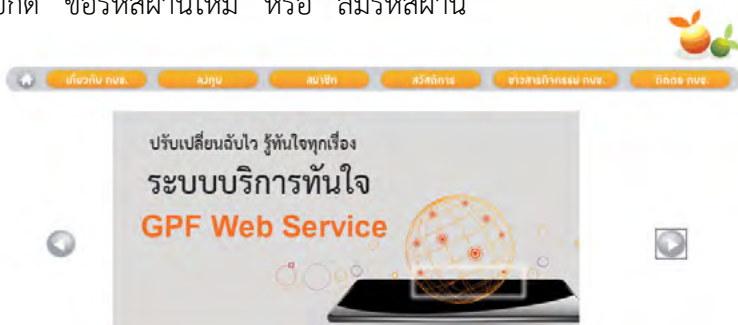 ขอรหัสผ่านใหม่ หรือ ลืมรหัสผ่าน
เกี่ยวกับ กบข. ลงทุน สมาชิก สวัสดิการ ข่าวสารกิจกรรม กบข. ติดต่อ กบข.
ปรับเปลี่ยนฉับไว รู้ทันใจทุกเรื่อง
ระบบบริการทันใจ
GPF Web Service